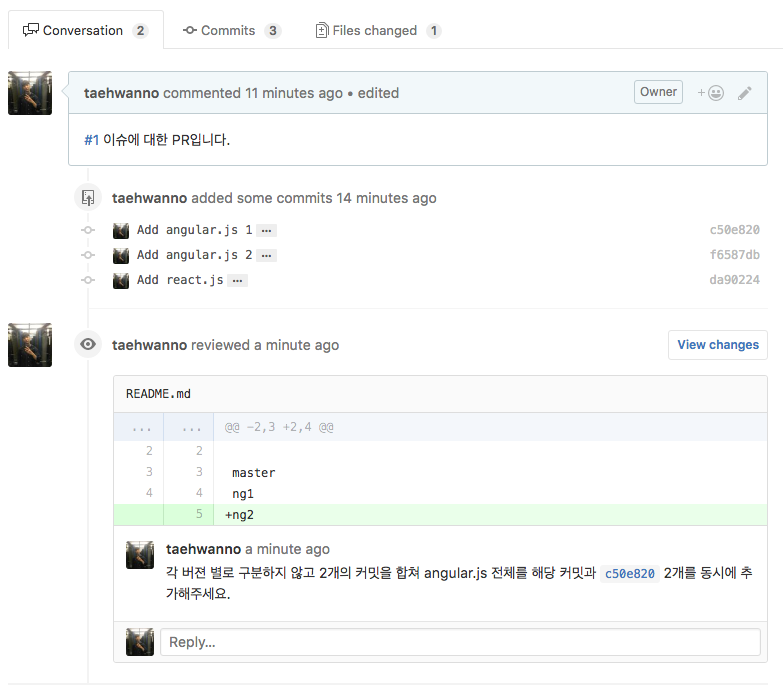 Conversation 2 Commits 3 Files changed 1
taehwanno commented 11 minutes ago • edited Owner +
#1 이슈에 대한 PR입니다.
taehwanno added some commits 14 minutes ago
Add angular.js 1 … c50e820
Add angular.js 2 … f6587db
Add react.js … da90224
taehwanno reviewed a minute ago View changes
README.md
... ... @@ -2,3 +2,4 @@
2 2
3 3 master
4 4 ng1
5 +ng2
taehwanno a minute ago
각 버젼 별로 구분하지 않고 2개의 커밋을 합쳐 angular.js 전체를 해당 커밋과 c50e820 2개를 동시에 추
가해주세요.
Reply...